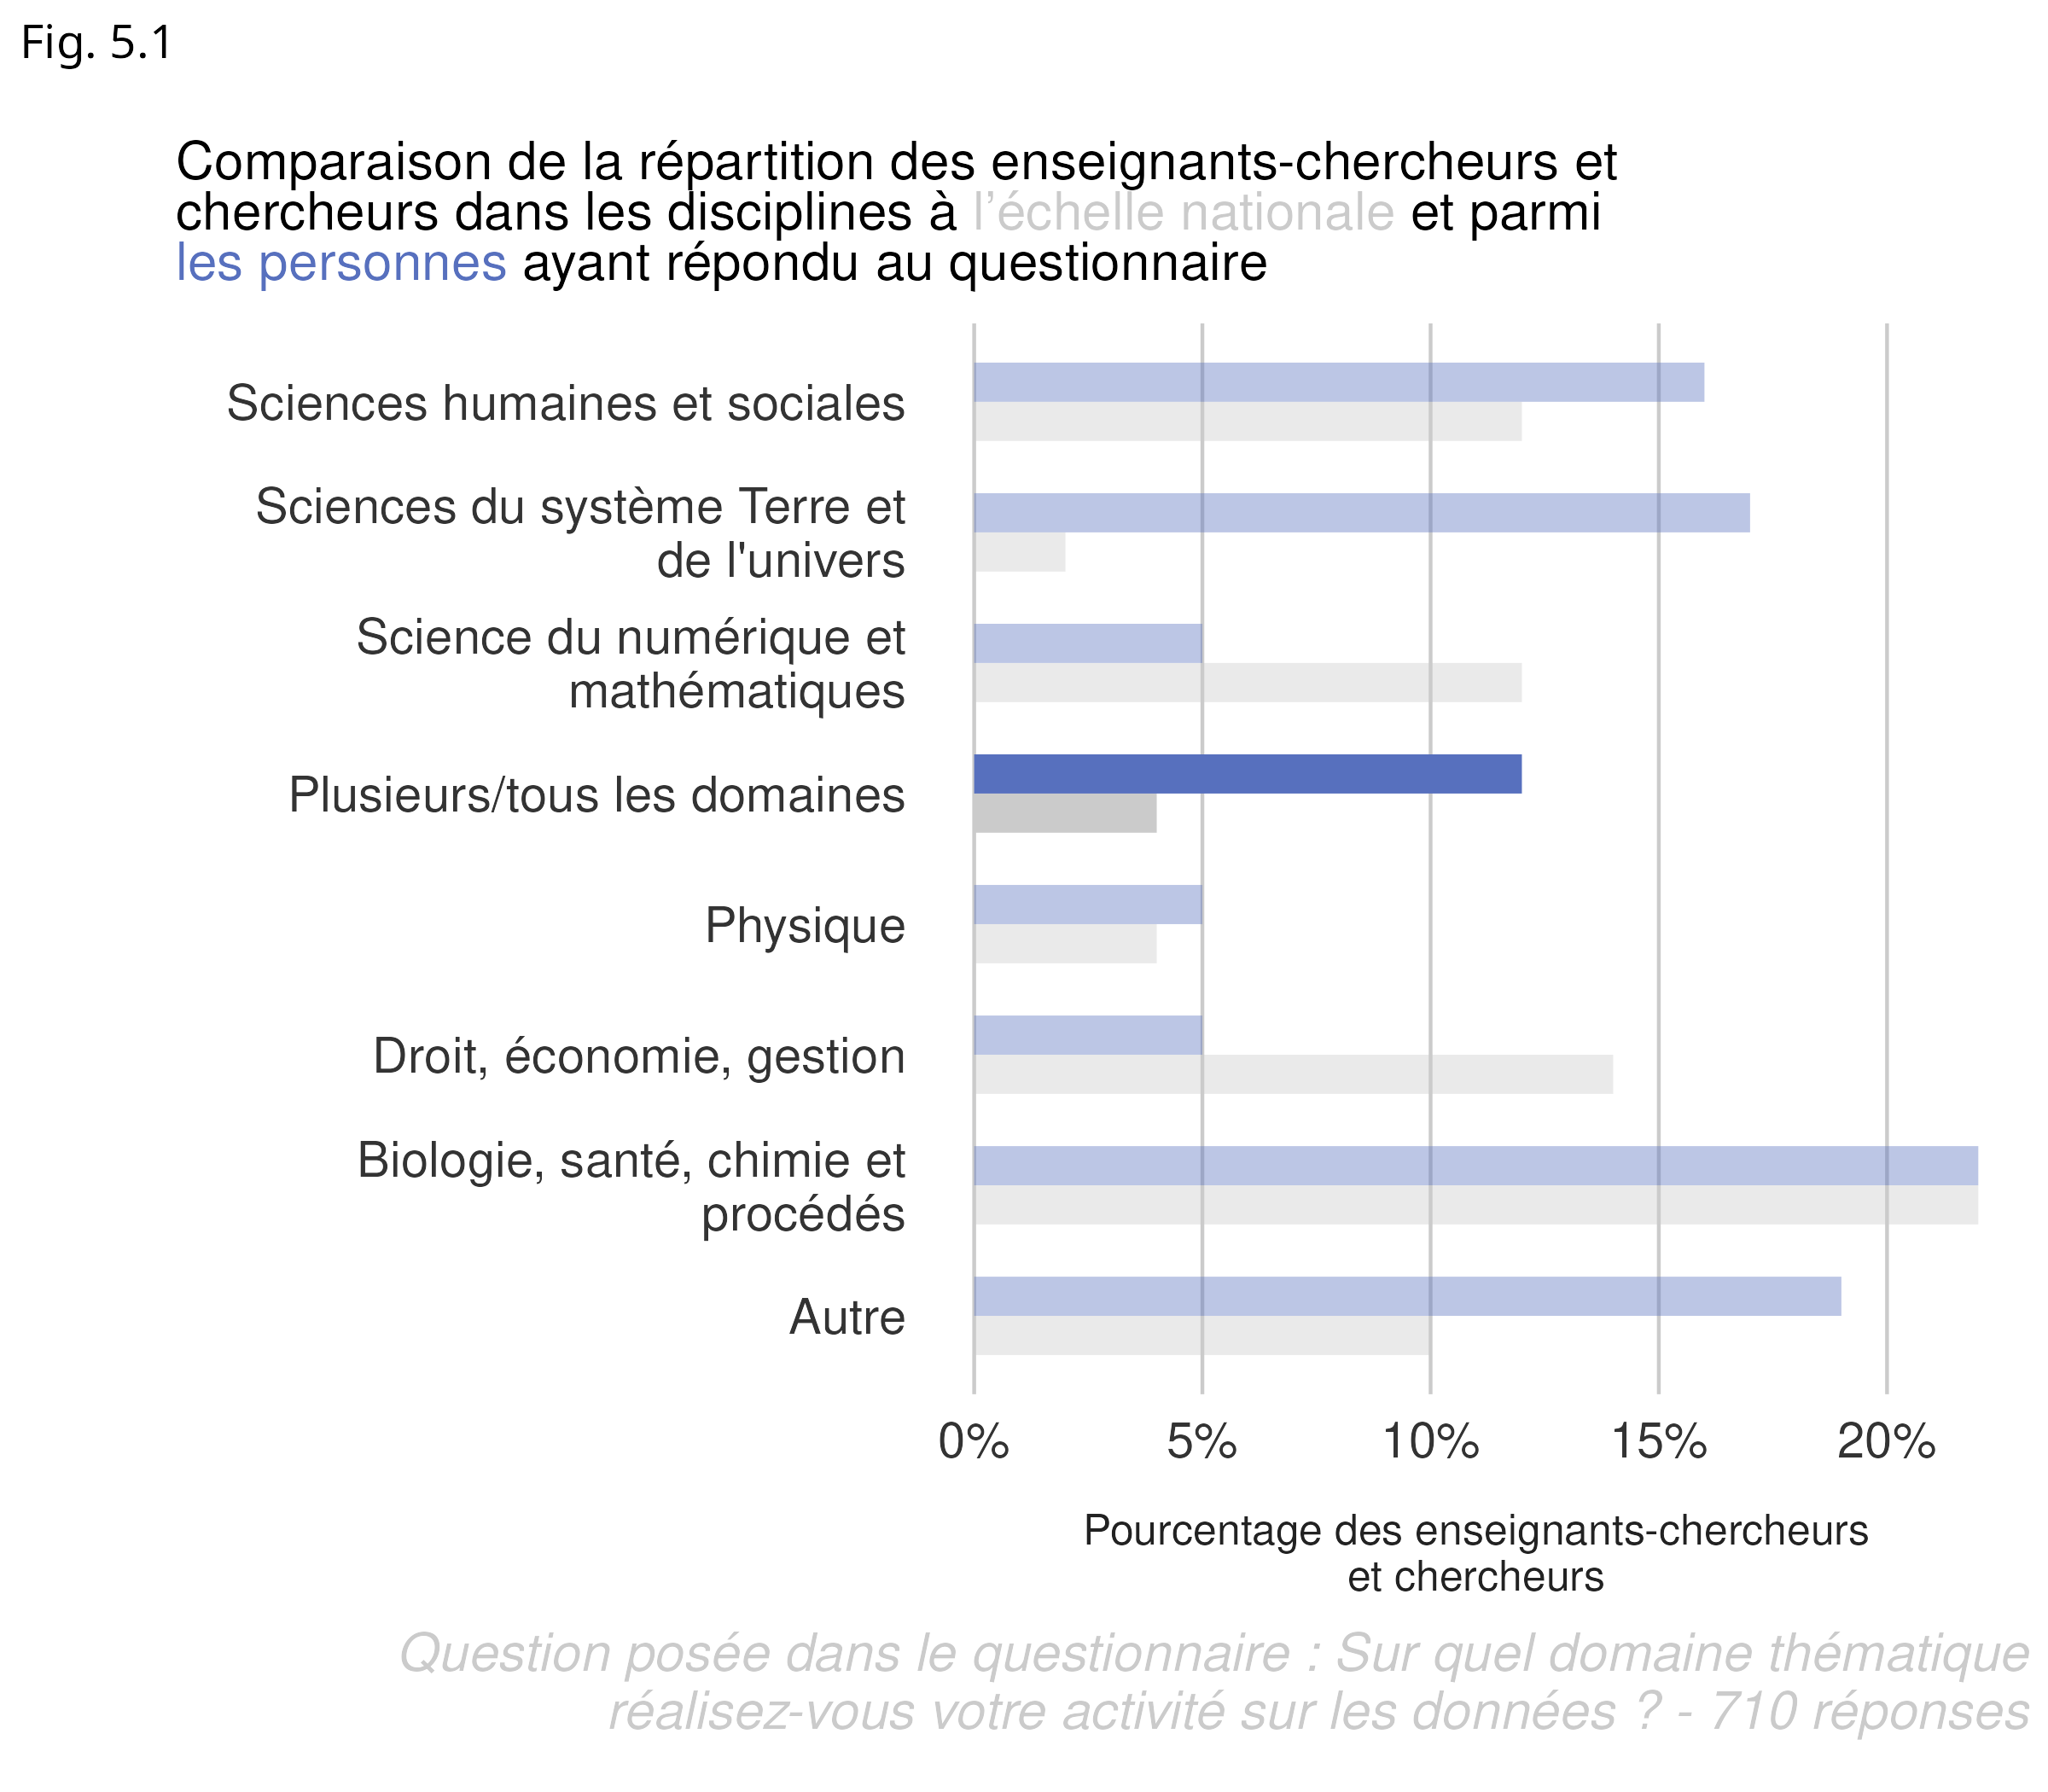 Fig. 5.1
Comparaison de la répartition des enseignants-chercheurs et
chercheurs dans les disciplines à l’échelle nationale et parmi
les personnes ayant répondu au questionnaire
Sciences humaines et sociales
Sciences du système Terre et
de l'univers
Science du numérique et
mathématiques
Plusieurs/tous les domaines
Physique
Droit, économie, gestion
Biologie, santé, chimie et
procédés
Autre
0% 5% 10% 15% 20%
Pourcentage des enseignants-chercheurs
et chercheurs
Question posée dans le questionnaire : Sur quel domaine thématique
réalisez-vous votre activité sur les données ? - 710 réponses